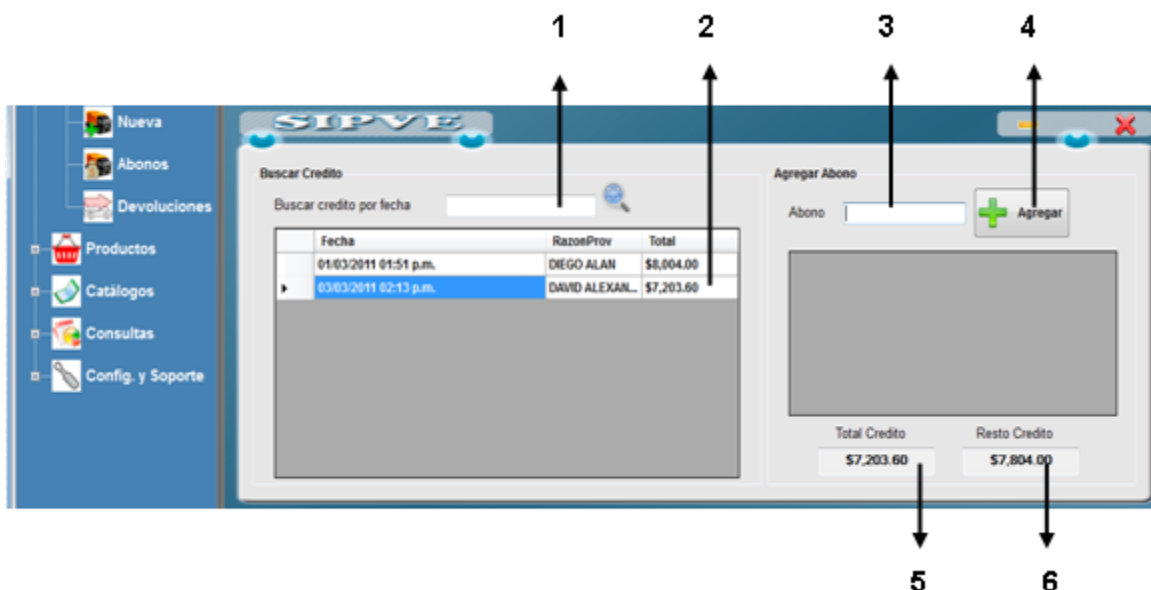 1 2 3 4
Nueva
Abonos
Devoluciones
Productos
Catálogos
Consultas
Config. y Soporte
SIPVE
Buscar Credito
Buscar credito por fecha
Fecha RazonProv Total
01/03/2011 01:51 p.m. DIEGO ALAN $8,004.00
03/03/2011 02:13 p.m. DAVID ALEXAN... $7,203.60
Agregar Abono
Abono Agregar
Total Credito Resto Credito
$7,203.60 $7,804.00
5 6